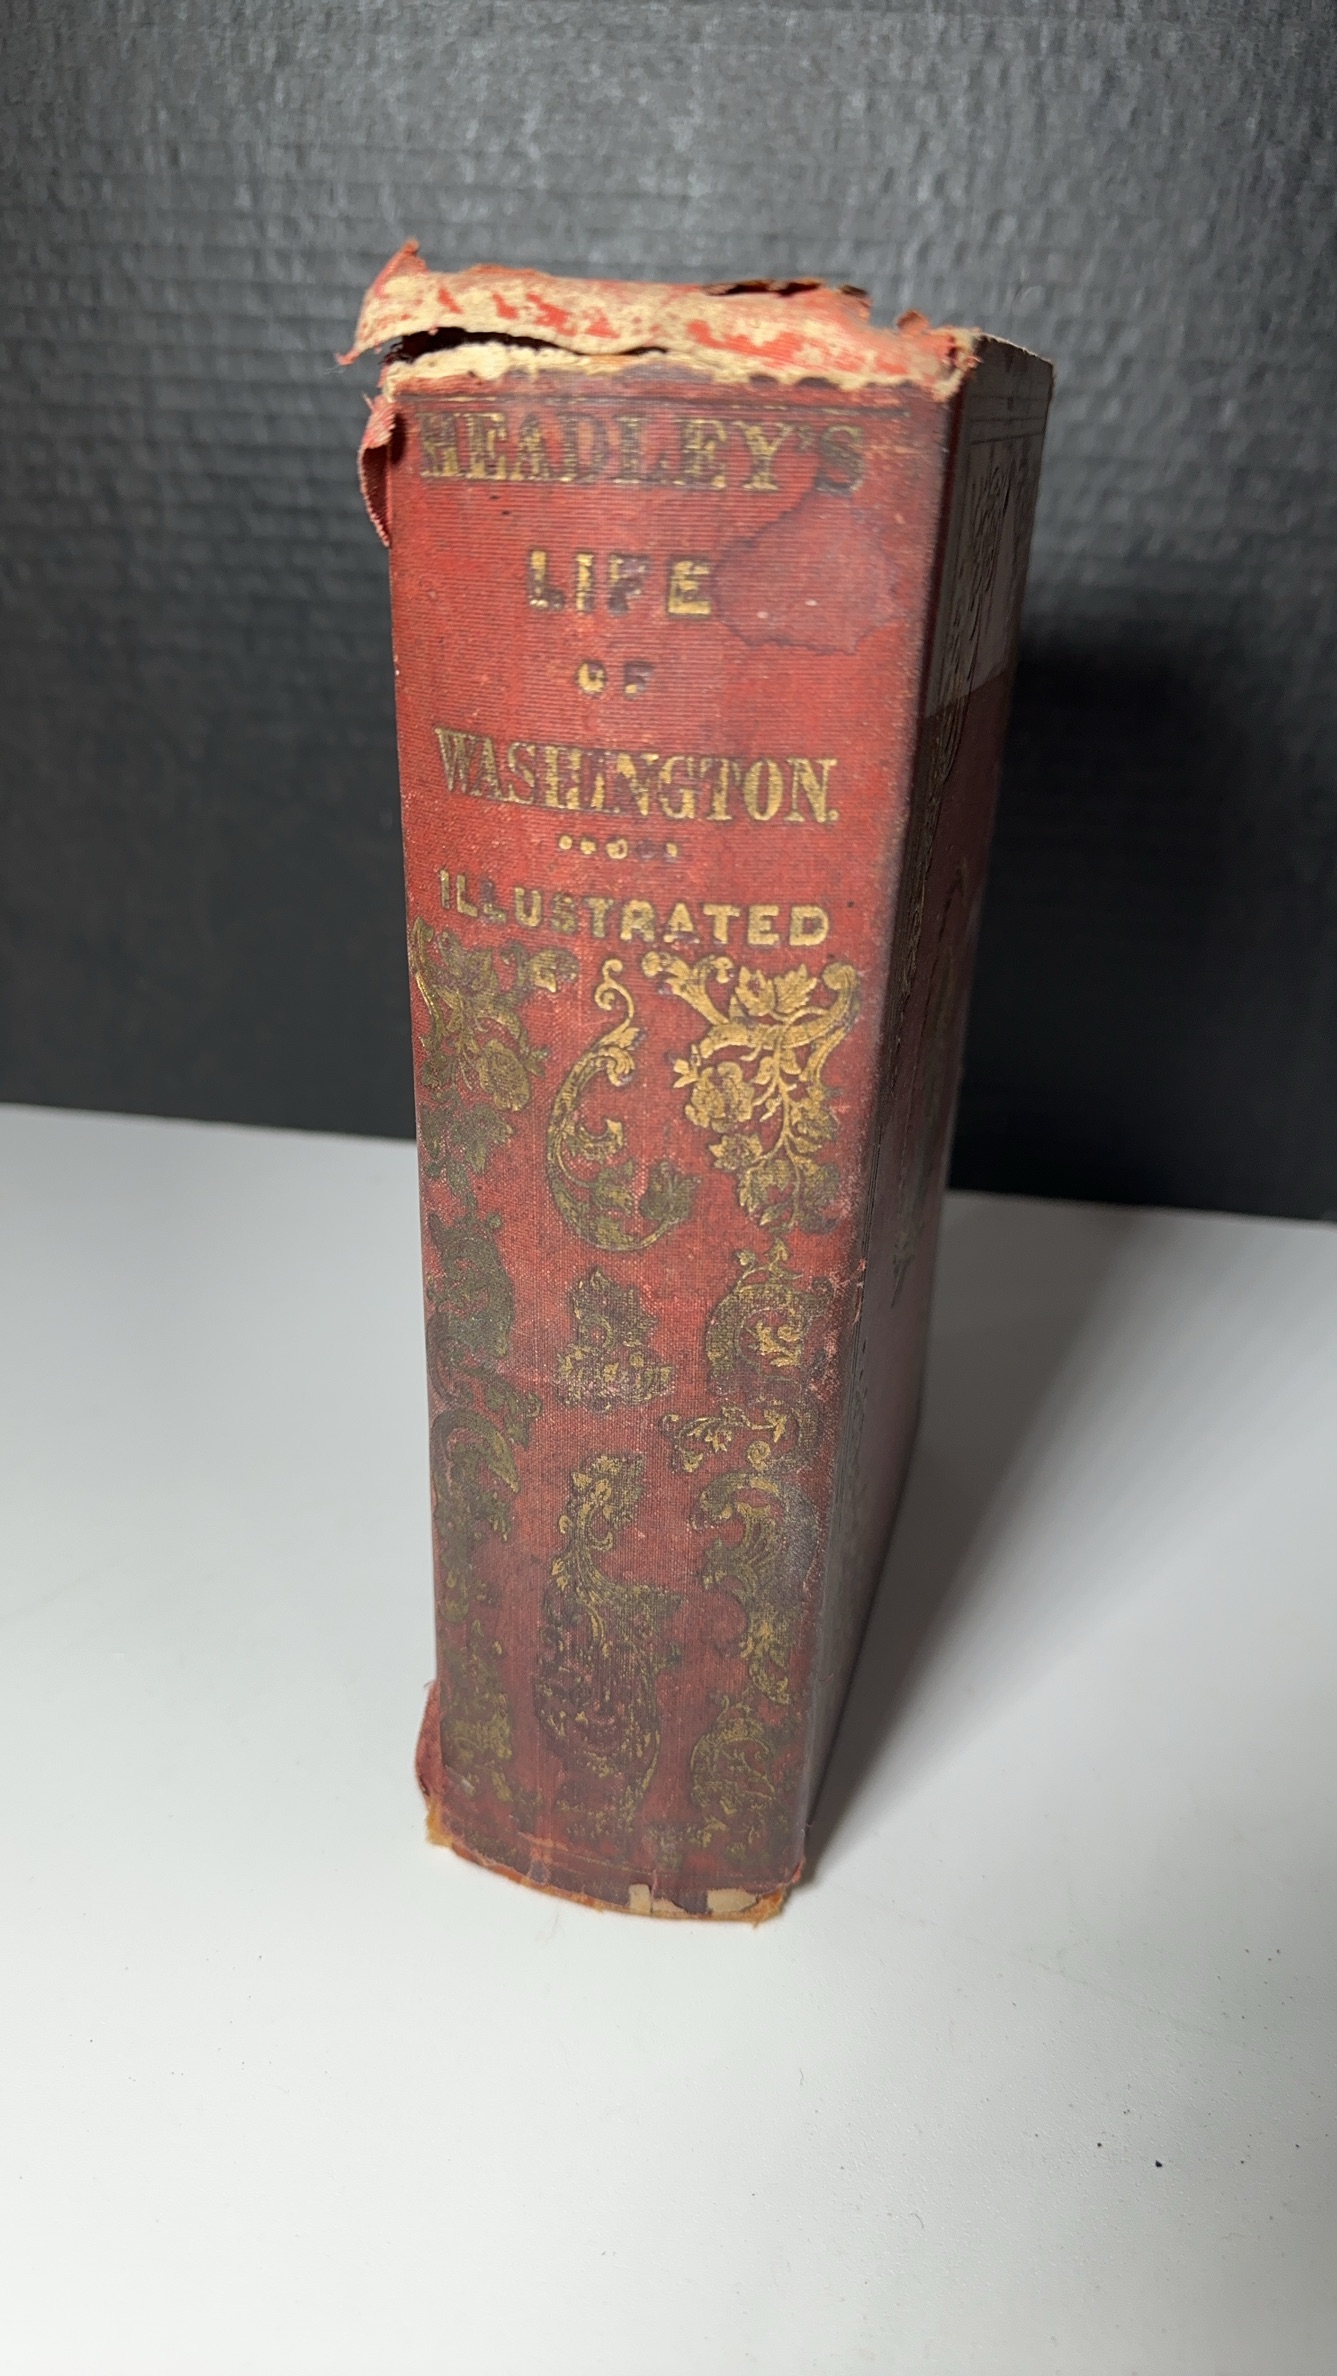 HEADLEY'S
LIFE
OF
WASHINGTON.
ILLUSTRATED